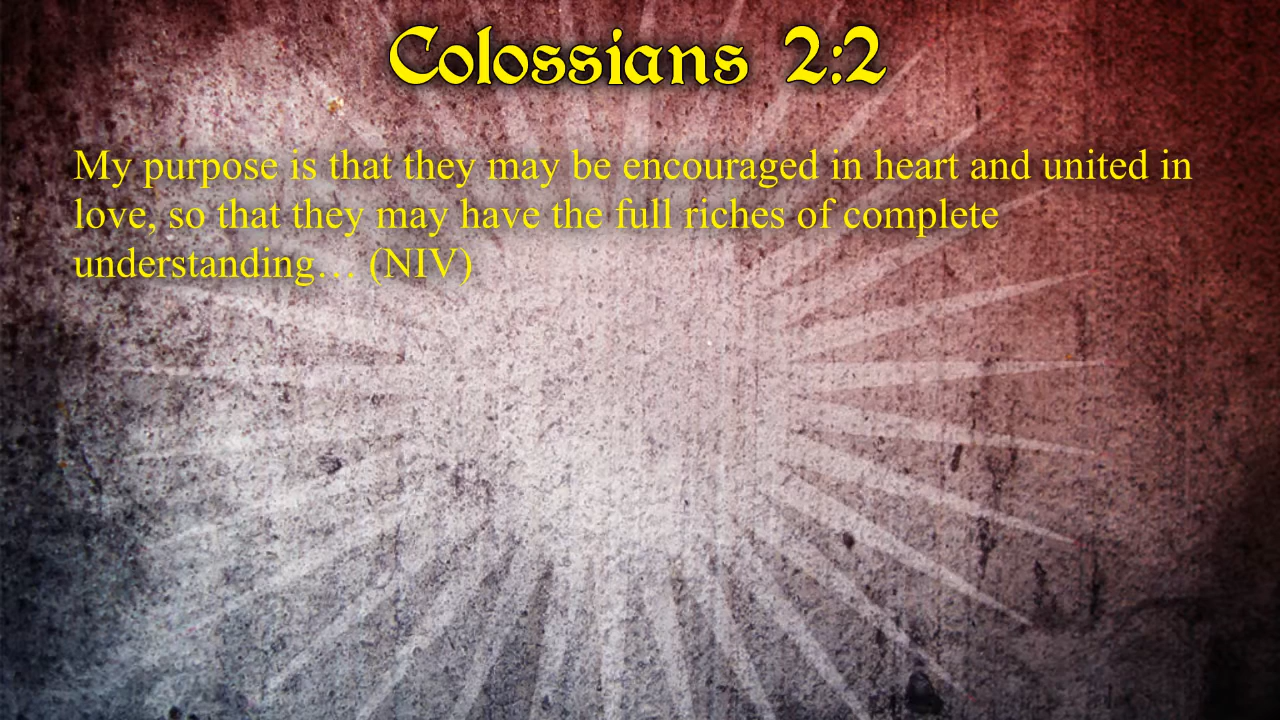 Colossians 2:2
My purpose is that they may be encouraged in heart and united in
love, so that they may have the full riches of complete
understanding… (NIV)